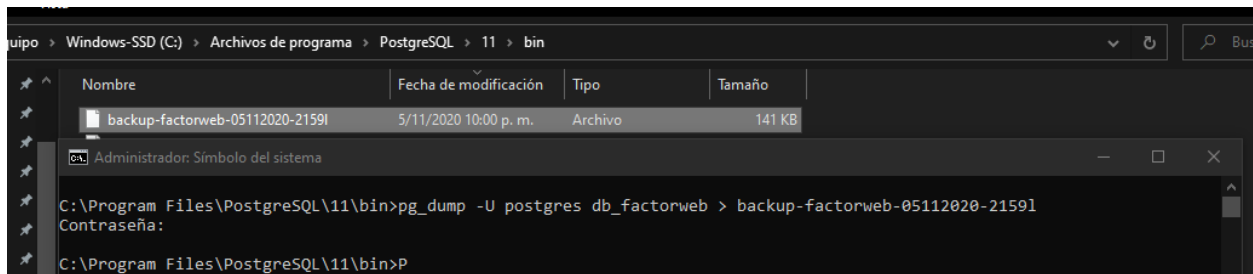 quipo > Windows-SSD (C:) > Archivos de programa > PostgreSQL > 11 > bin
Nombre Fecha de modificación Tipo Tamaño
backup-factorweb-05112020-2159l 5/11/2020 10:00 p. m. Archivo 141 KB
Administrador: Símbolo del sistema
C:\Program Files\PostgreSQL\11\bin>pg_dump -U postgres db_factorweb > backup-factorweb-05112020-2159l
Contraseña:
C:\Program Files\PostgreSQL\11\bin>P